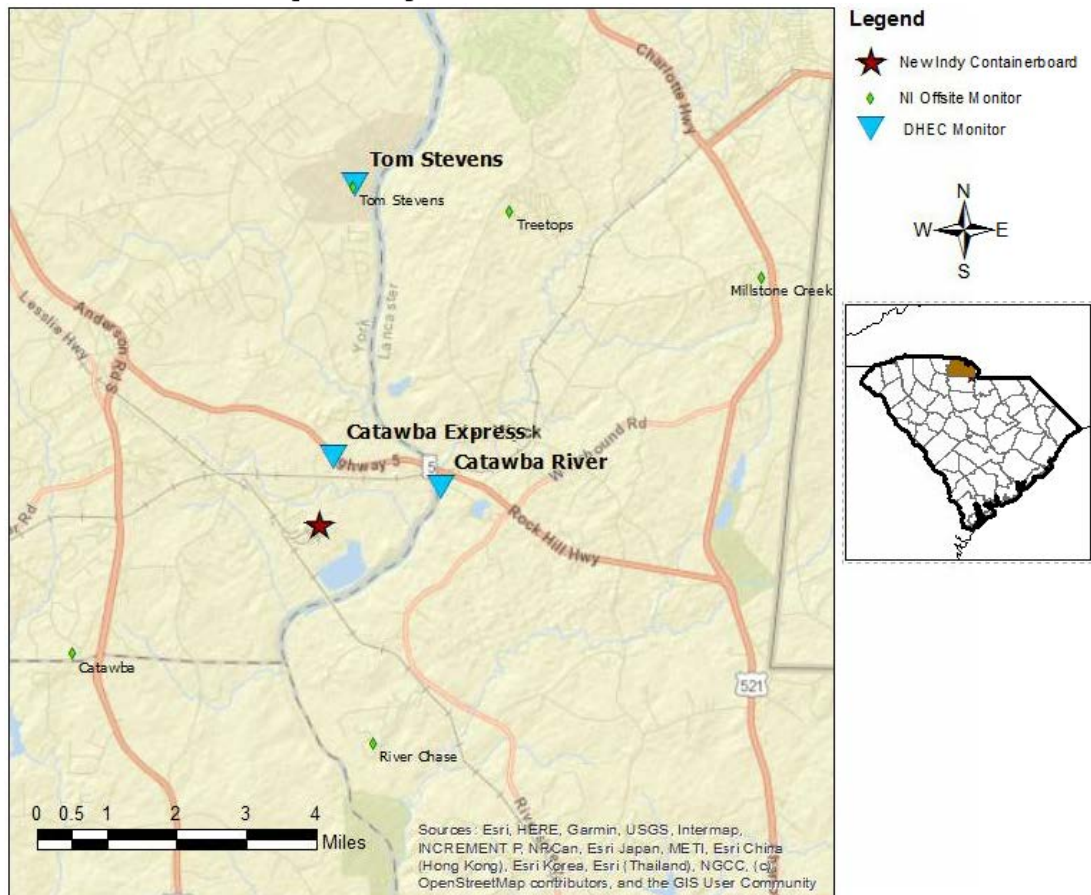 Legend
New Indy Containerboard
NI Offsite Monitor
DHEC Monitor
N
W E
S
Charlotte Hwy
Tom Stevens
Tom Stevens
Treetops
Millstone Creek
York
Lancaster
Lesslie Hwy
Anderson Rd S
Catawba Express
Catawba River
Rd
5
Rock Hill Hwy
Catawba
521
River Chase
0 0.5 1 2 3 4
Miles
Sources: Esri, HERE, Garmin, USGS, Intermap,
INCREMENT P, NRCan, Esri Japan, METI, Esri China
(Hong Kong), Esri Korea, Esri (Thailand), NGCC, (c)
OpenStreetMap contributors, and the GIS User Community